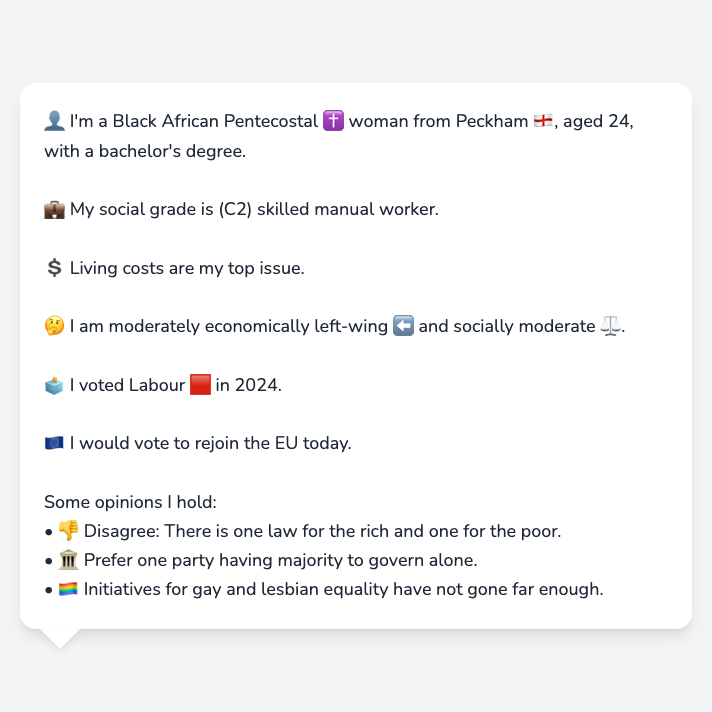 👤 I'm a Black African Pentecostal ✝️ woman from Peckham 🏴󠁧󠁢󠁥󠁮󠁧󠁿, aged 24,
with a bachelor's degree.
💼 My social grade is (C2) skilled manual worker.
💲 Living costs are my top issue.
🤔 I am moderately economically left-wing ⬅️ and socially moderate ⚖️.
🗳️ I voted Labour 🟥 in 2024.
🇪🇺 I would vote to rejoin the EU today.
Some opinions I hold:
• 👎 Disagree: There is one law for the rich and one for the poor.
• 🏛️ Prefer one party having majority to govern alone.
• 🏳️‍🌈 Initiatives for gay and lesbian equality have not gone far enough.